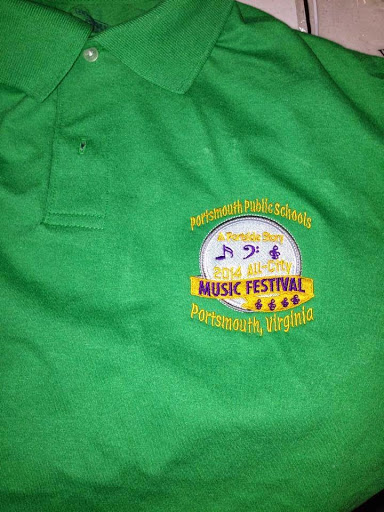 Portsmouth Public Schools
2014 All-City
MUSIC FESTIVAL
Portsmouth, Virginia